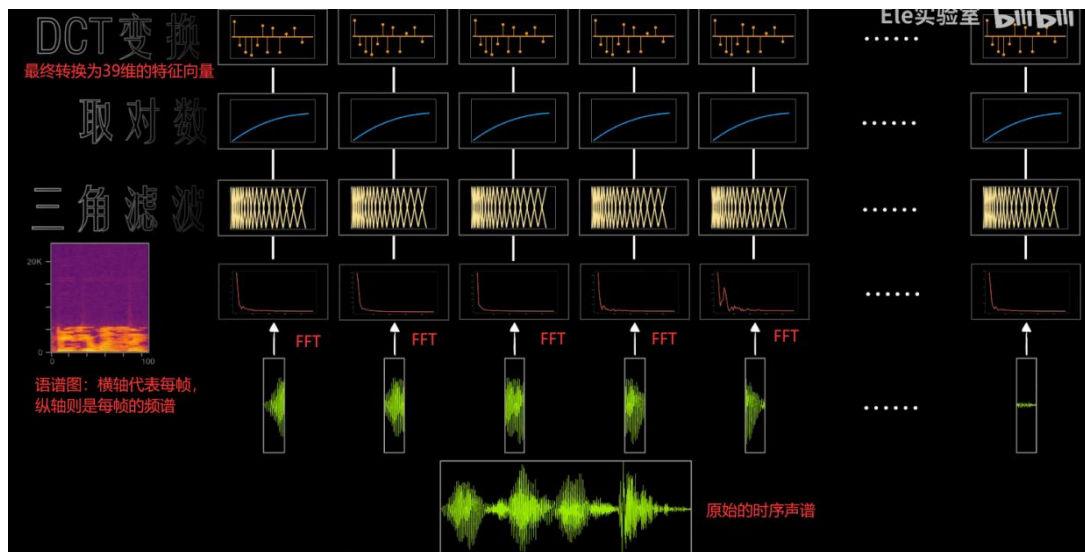 Ele实验室 bilibili
DCT变换
最终转换为39维的特征向量
取对数
三角滤波
20K
0
0
100
FFT
FFT
FFT
FFT
FFT
语谱图:横轴代表每帧,
纵轴则是每帧的频谱
原始的时序声谱